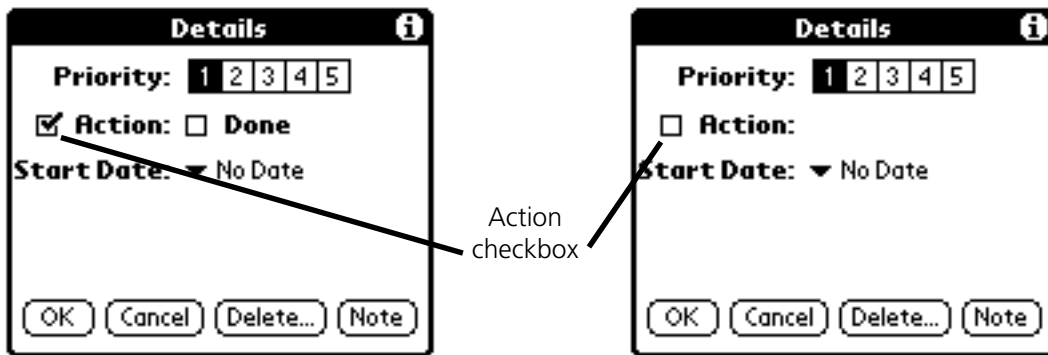 Details
Priority: 1 2 3 4 5
Action: Done
Start Date: No Date
OK Cancel Delete... Note
Action
checkbox
Details
Priority: 1 2 3 4 5
Action:
Start Date: No Date
OK Cancel Delete... Note